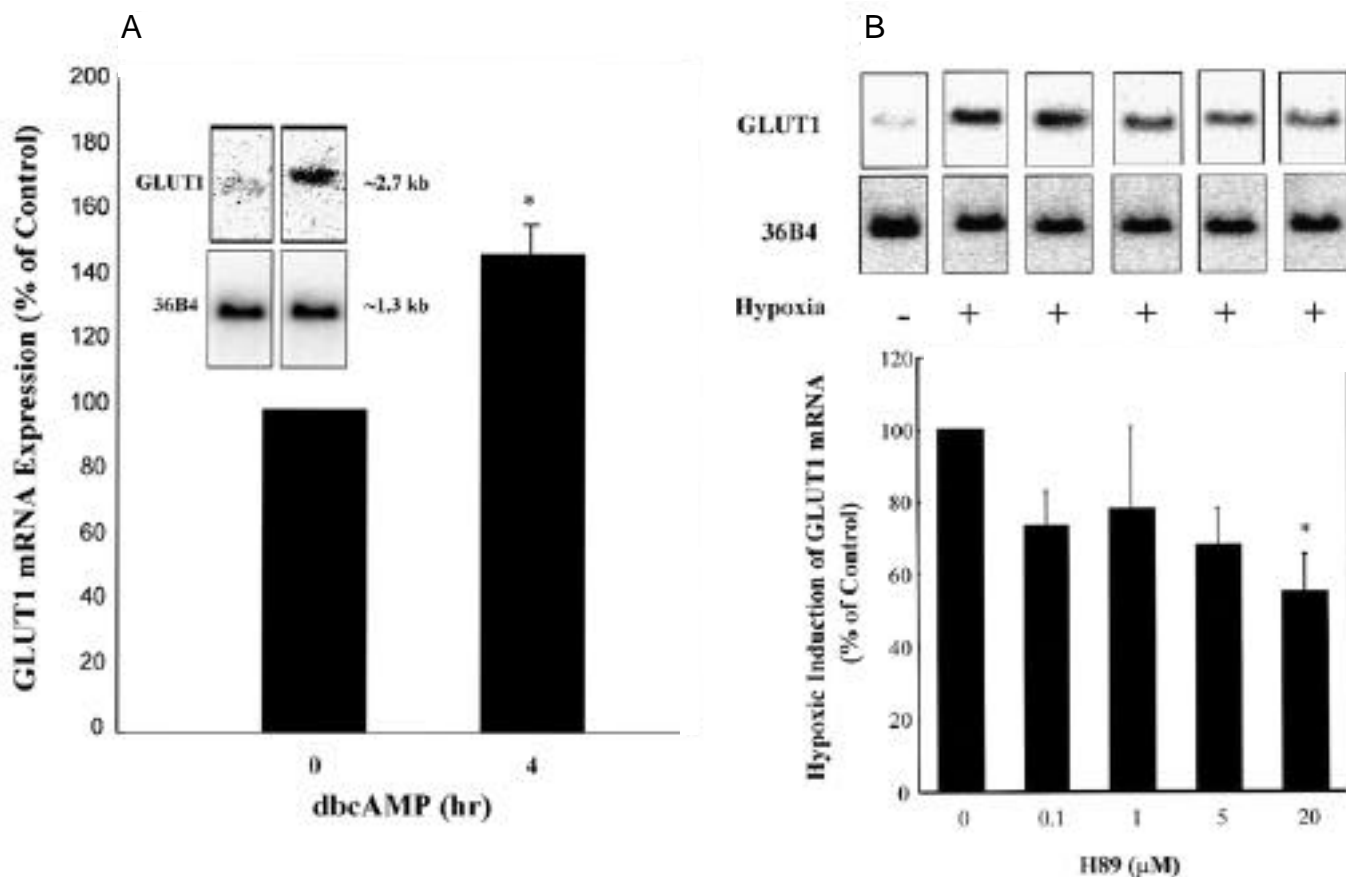 A
200
180
160
140
120
100
80
60
40
20
0
GLUT1 mRNA Expression (% of Control)
GLUT1
~2.7 kb
36B4
~1.3 kb
*
0 4
dbcAMP (hr)
B
GLUT1
36B4
Hypoxia - + + + + +
120
100
80
60
40
20
0
Hypoxic Induction of GLUT1 mRNA
(% of Control)
*
0 0.1 1 5 20
H89 (μM)